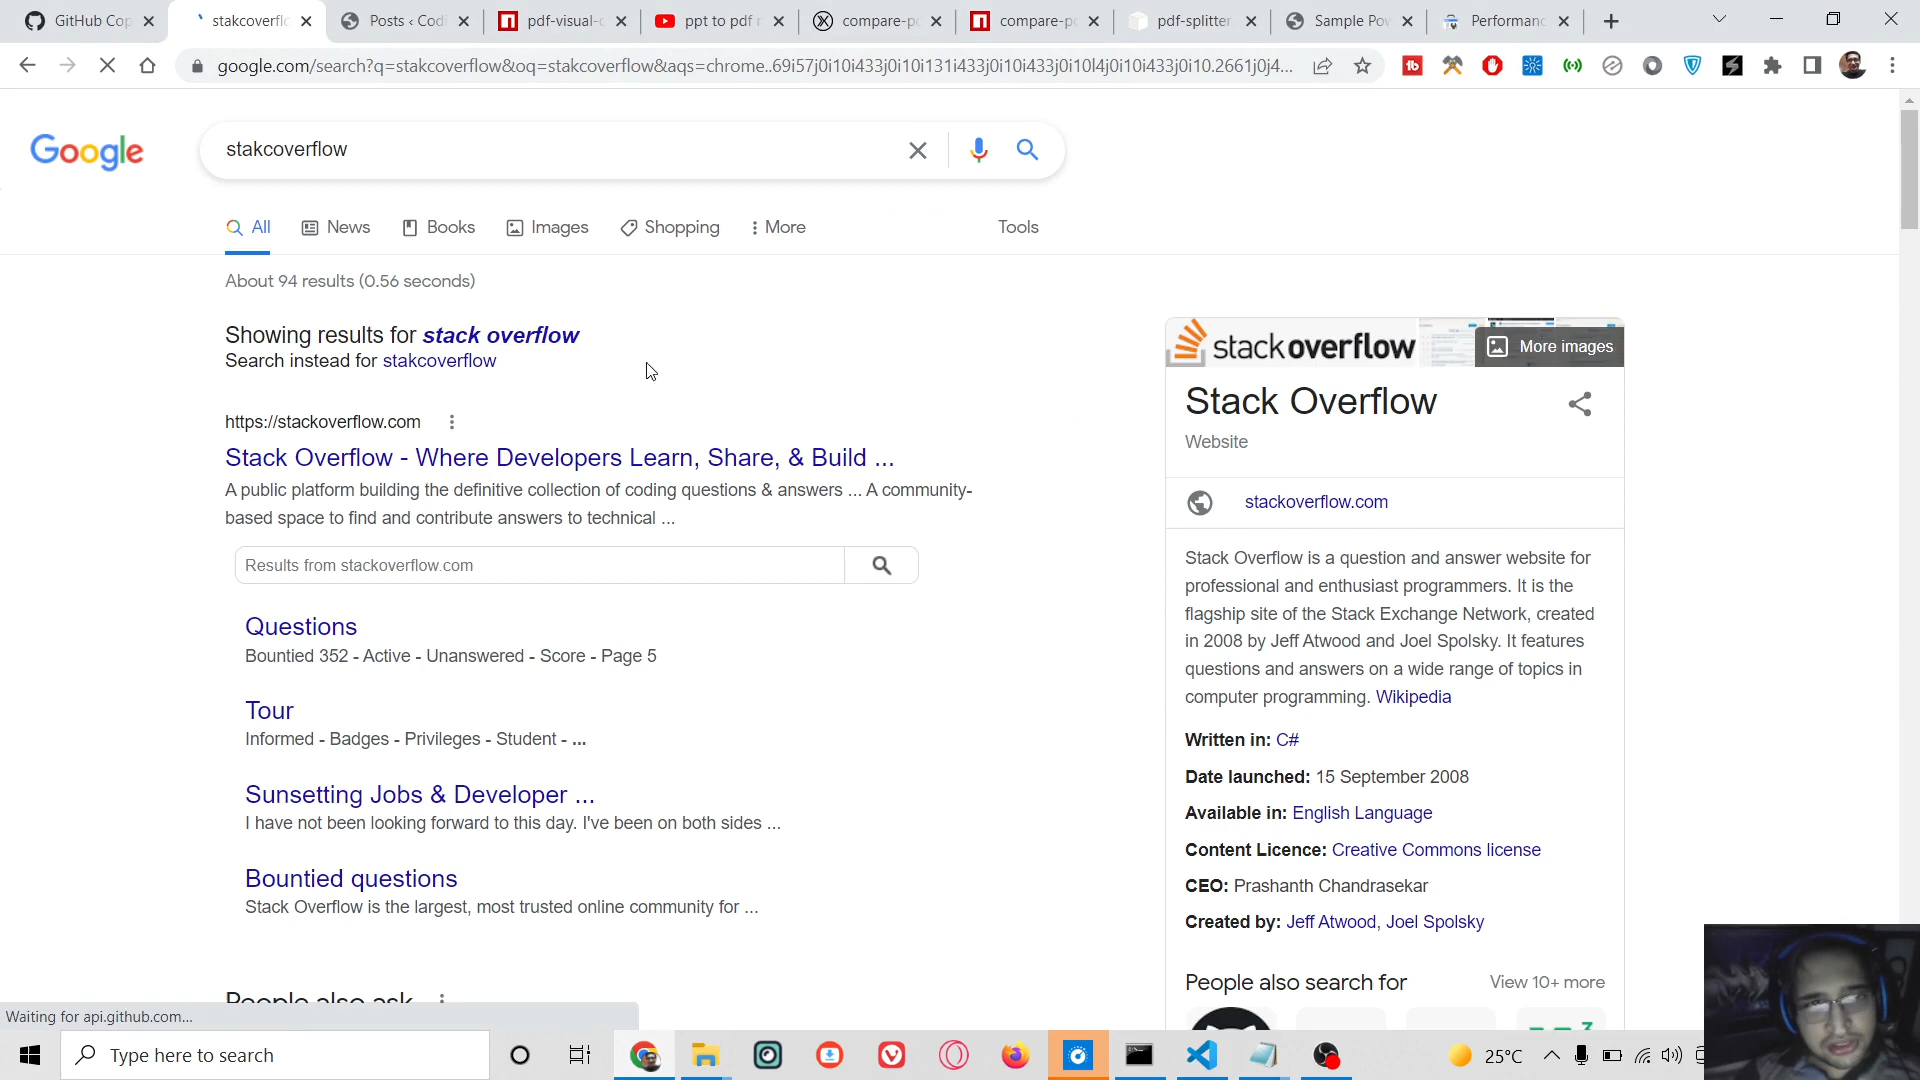 GitHub Cop
stakcoverflo
Posts ‹ Codi
pdf-visual-c
ppt to pdf n
compare-pd
compare-pd
pdf-splitter
Sample Pow
Performanc
google.com/search?q=stakcoverflow&oq=stakcoverflow&aqs=chrome..69i57j0i10i433j0i10i131i433j0i10i433j0i10l4j0i10i433j0i10.2661j0j4...
Google
stakcoverflow
All
News
Books
Images
Shopping
More
Tools
About 94 results (0.56 seconds)
Showing results for stack overflow
Search instead for stakcoverflow
https://stackoverflow.com
Stack Overflow - Where Developers Learn, Share, & Build ...
A public platform building the definitive collection of coding questions & answers ... A community-
based space to find and contribute answers to technical ...
Results from stackoverflow.com
Questions
Bountied 352 - Active - Unanswered - Score - Page 5
Tour
Informed - Badges - Privileges - Student - ...
Sunsetting Jobs & Developer ...
I have not been looking forward to this day. I've been on both sides ...
Bountied questions
Stack Overflow is the largest, most trusted online community for ...
People also ask
stackoverflow
More images
Stack Overflow
Website
stackoverflow.com
Stack Overflow is a question and answer website for
professional and enthusiast programmers. It is the
flagship site of the Stack Exchange Network, created
in 2008 by Jeff Atwood and Joel Spolsky. It features
questions and answers on a wide range of topics in
computer programming. Wikipedia
Written in: C#
Date launched: 15 September 2008
Available in: English Language
Content Licence: Creative Commons license
CEO: Prashanth Chandrasekar
Created by: Jeff Atwood, Joel Spolsky
People also search for
View 10+ more
Waiting for api.github.com...
Type here to search
25°C